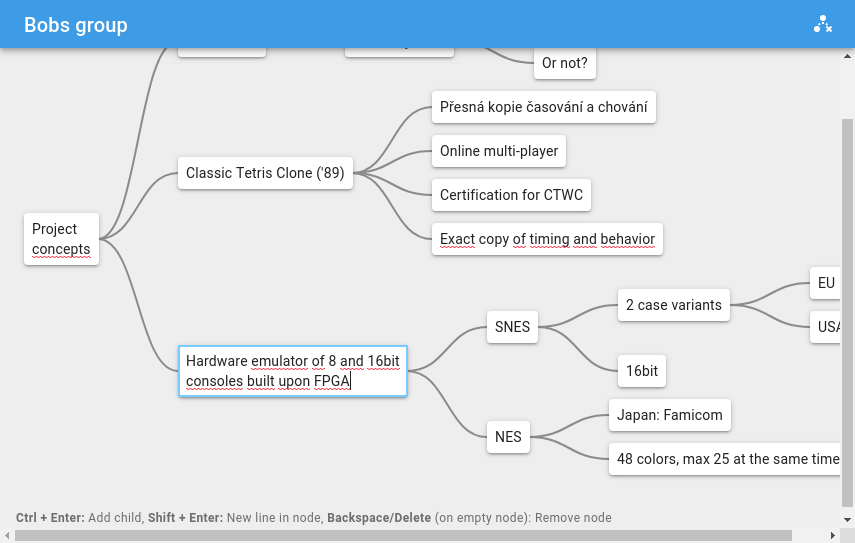 Bobs group
Or not?
Přesná kopie časování a chování
Online multi-player
Classic Tetris Clone ('89)
Certification for CTWC
Exact copy of timing and behavior
Project
concepts
EU
2 case variants
SNES
USA
Hardware emulator of 8 and 16bit
consoles built upon FPGA
16bit
Japan: Famicom
NES
48 colors, max 25 at the same time
Ctrl + Enter: Add child, Shift + Enter: New line in node, Backspace/Delete (on empty node): Remove node